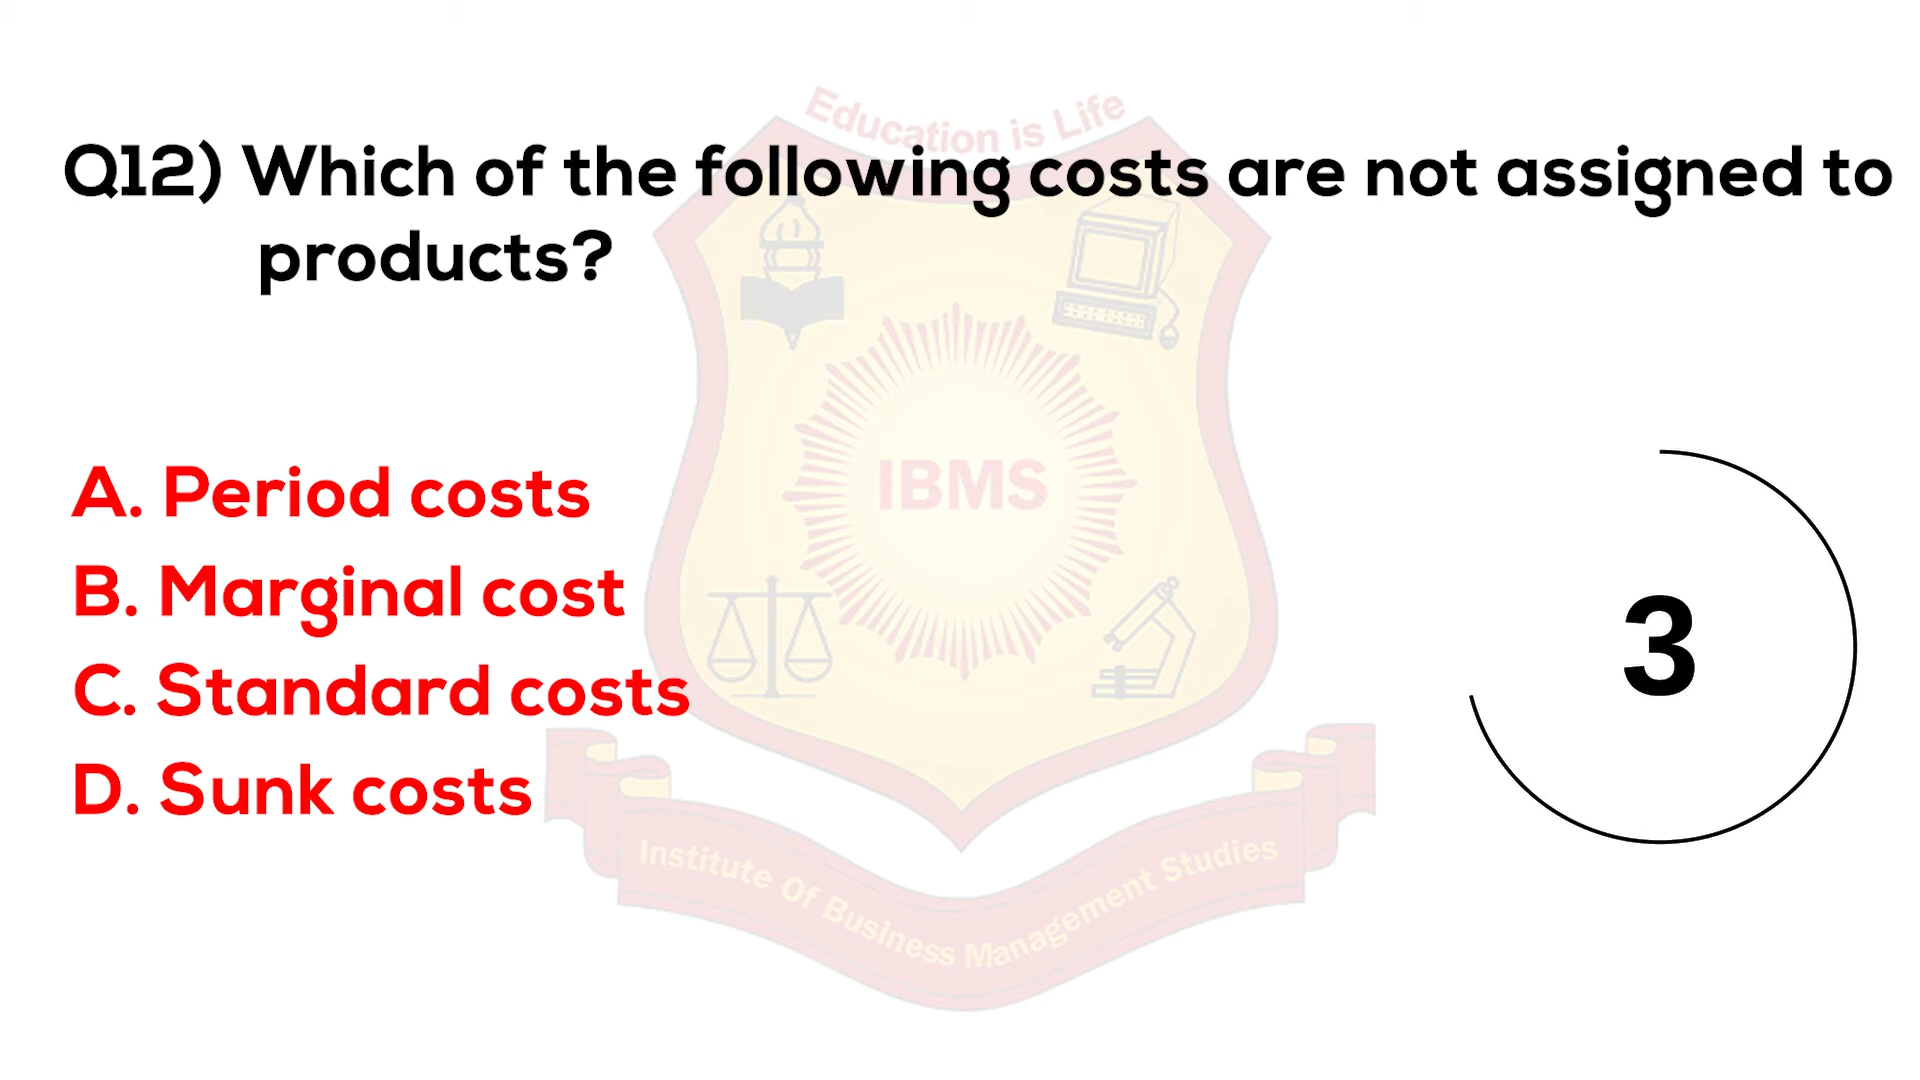 Education is Life
Q12) Which of the following costs are not assigned to
products?
IBMS
A. Period costs
B. Marginal cost
C. Standard costs
D. Sunk costs
3
Institute Of Business Management Studies